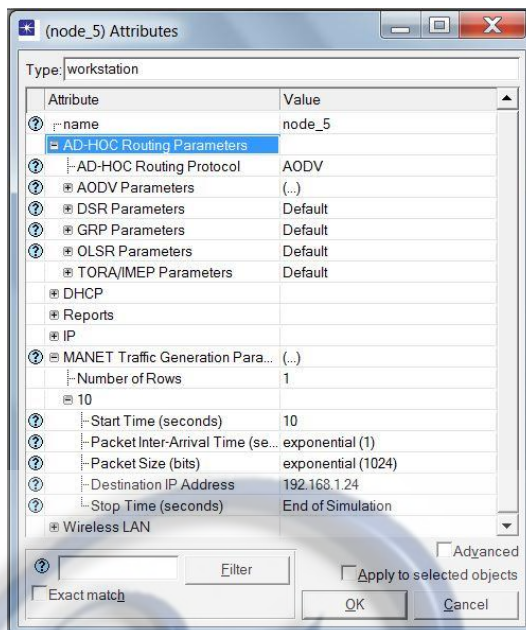 (node_5) Attributes
Type: workstation
Attribute Value
name node_5
AD-HOC Routing Parameters
AD-HOC Routing Protocol AODV
AODV Parameters (...)
DSR Parameters Default
GRP Parameters Default
OLSR Parameters Default
TORA/IMEP Parameters Default
DHCP
Reports
IP
MANET Traffic Generation Para... (...)
Number of Rows 1
10
Start Time (seconds) 10
Packet Inter-Arrival Time (se... exponential (1)
Packet Size (bits) exponential (1024)
Destination IP Address 192.168.1.24
Stop Time (seconds) End of Simulation
Wireless LAN
Advanced
Filter
Apply to selected objects
Exact match
OK Cancel